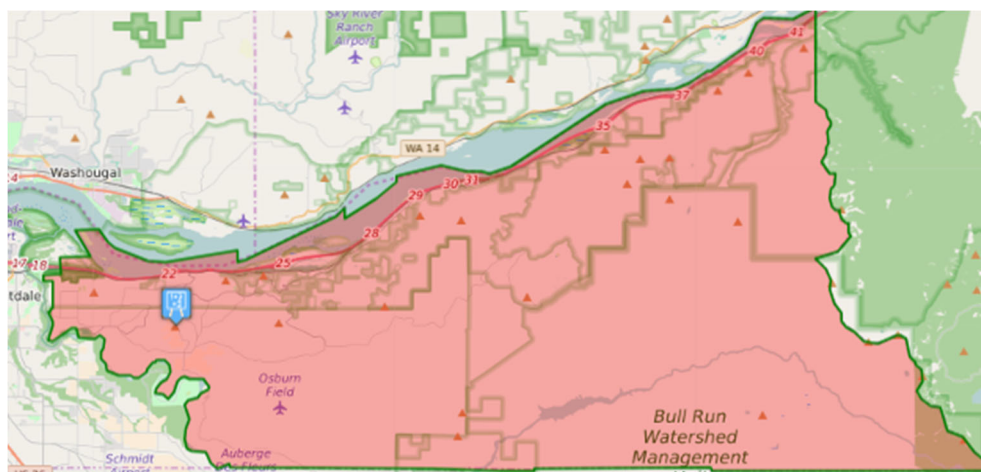 Sky River
Ranch
Airport
41
40
37
35
WA 14
Washougal
30 31
29
28
25
22
17 18
Osburn
Field
Bull Run
Watershed
Management
Auberge
Des Fleurs
Schmidt